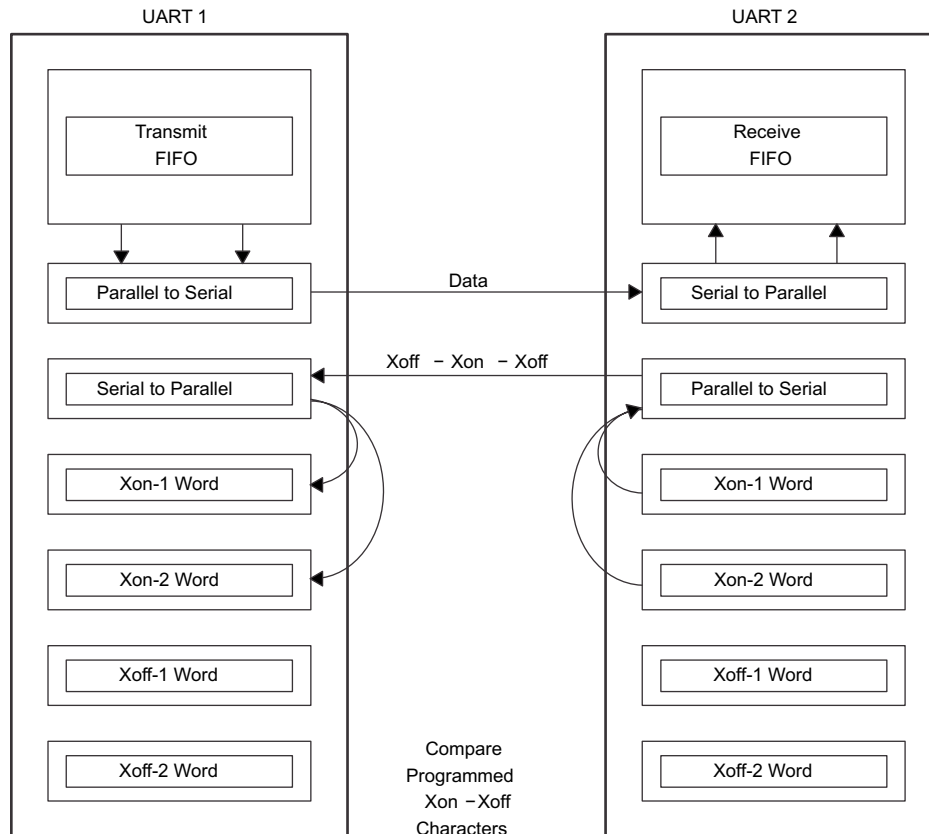 UART 1
UART 2
Transmit
FIFO
Receive
FIFO
Parallel to Serial
Data
Serial to Parallel
Serial to Parallel
Xoff – Xon – Xoff
Parallel to Serial
Xon-1 Word
Xon-1 Word
Xon-2 Word
Xon-2 Word
Xoff-1 Word
Xoff-1 Word
Xoff-2 Word
Xoff-2 Word
Compare
Programmed
Xon –Xoff
Characters